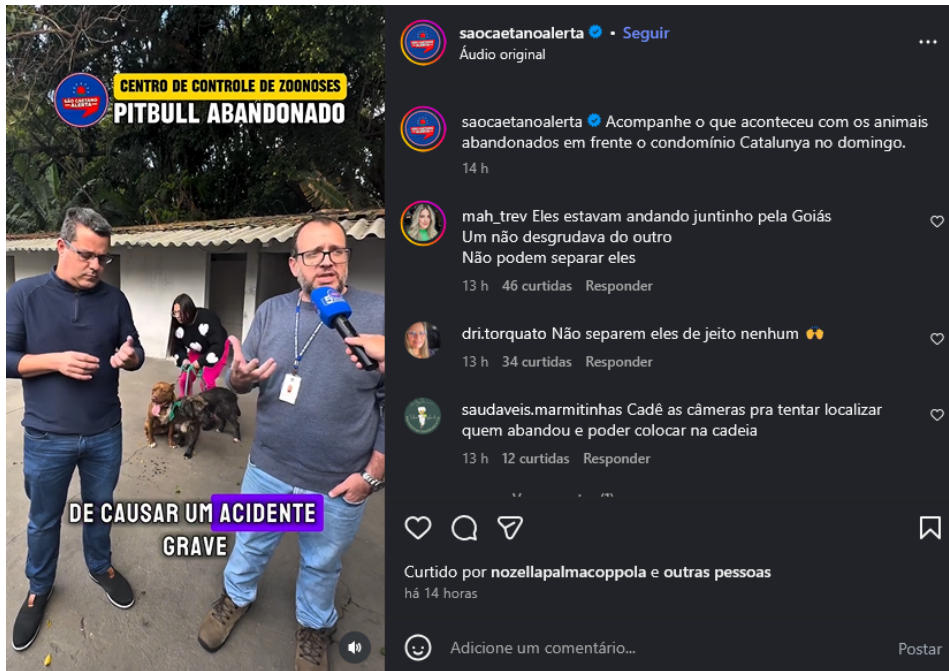 CENTRO DE CONTROLE DE ZOONOSES
SÃO CAETANO
ALERTA
PITBULL ABANDONADO
DE CAUSAR UM ACIDENTE
GRAVE
saocaetanoalerta • Seguir
Áudio original
saocaetanoalerta Acompanhe o que aconteceu com os animais
abandonados em frente o condomínio Catalunya no domingo.
14 h
mah_trev Eles estavam andando juntinho pela Goiás
Um não desgrudava do outro
Não podem separar eles
13 h 46 curtidas Responder
dri.torquato Não separem eles de jeito nenhum 🙌
13 h 34 curtidas Responder
saudaveis.marmitinhas Cadê as câmeras pra tentar localizar
quem abandou e poder colocar na cadeia
13 h 12 curtidas Responder
Curtido por nozellapalmacoppola e outras pessoas
há 14 horas
Adicione um comentário...
Postar